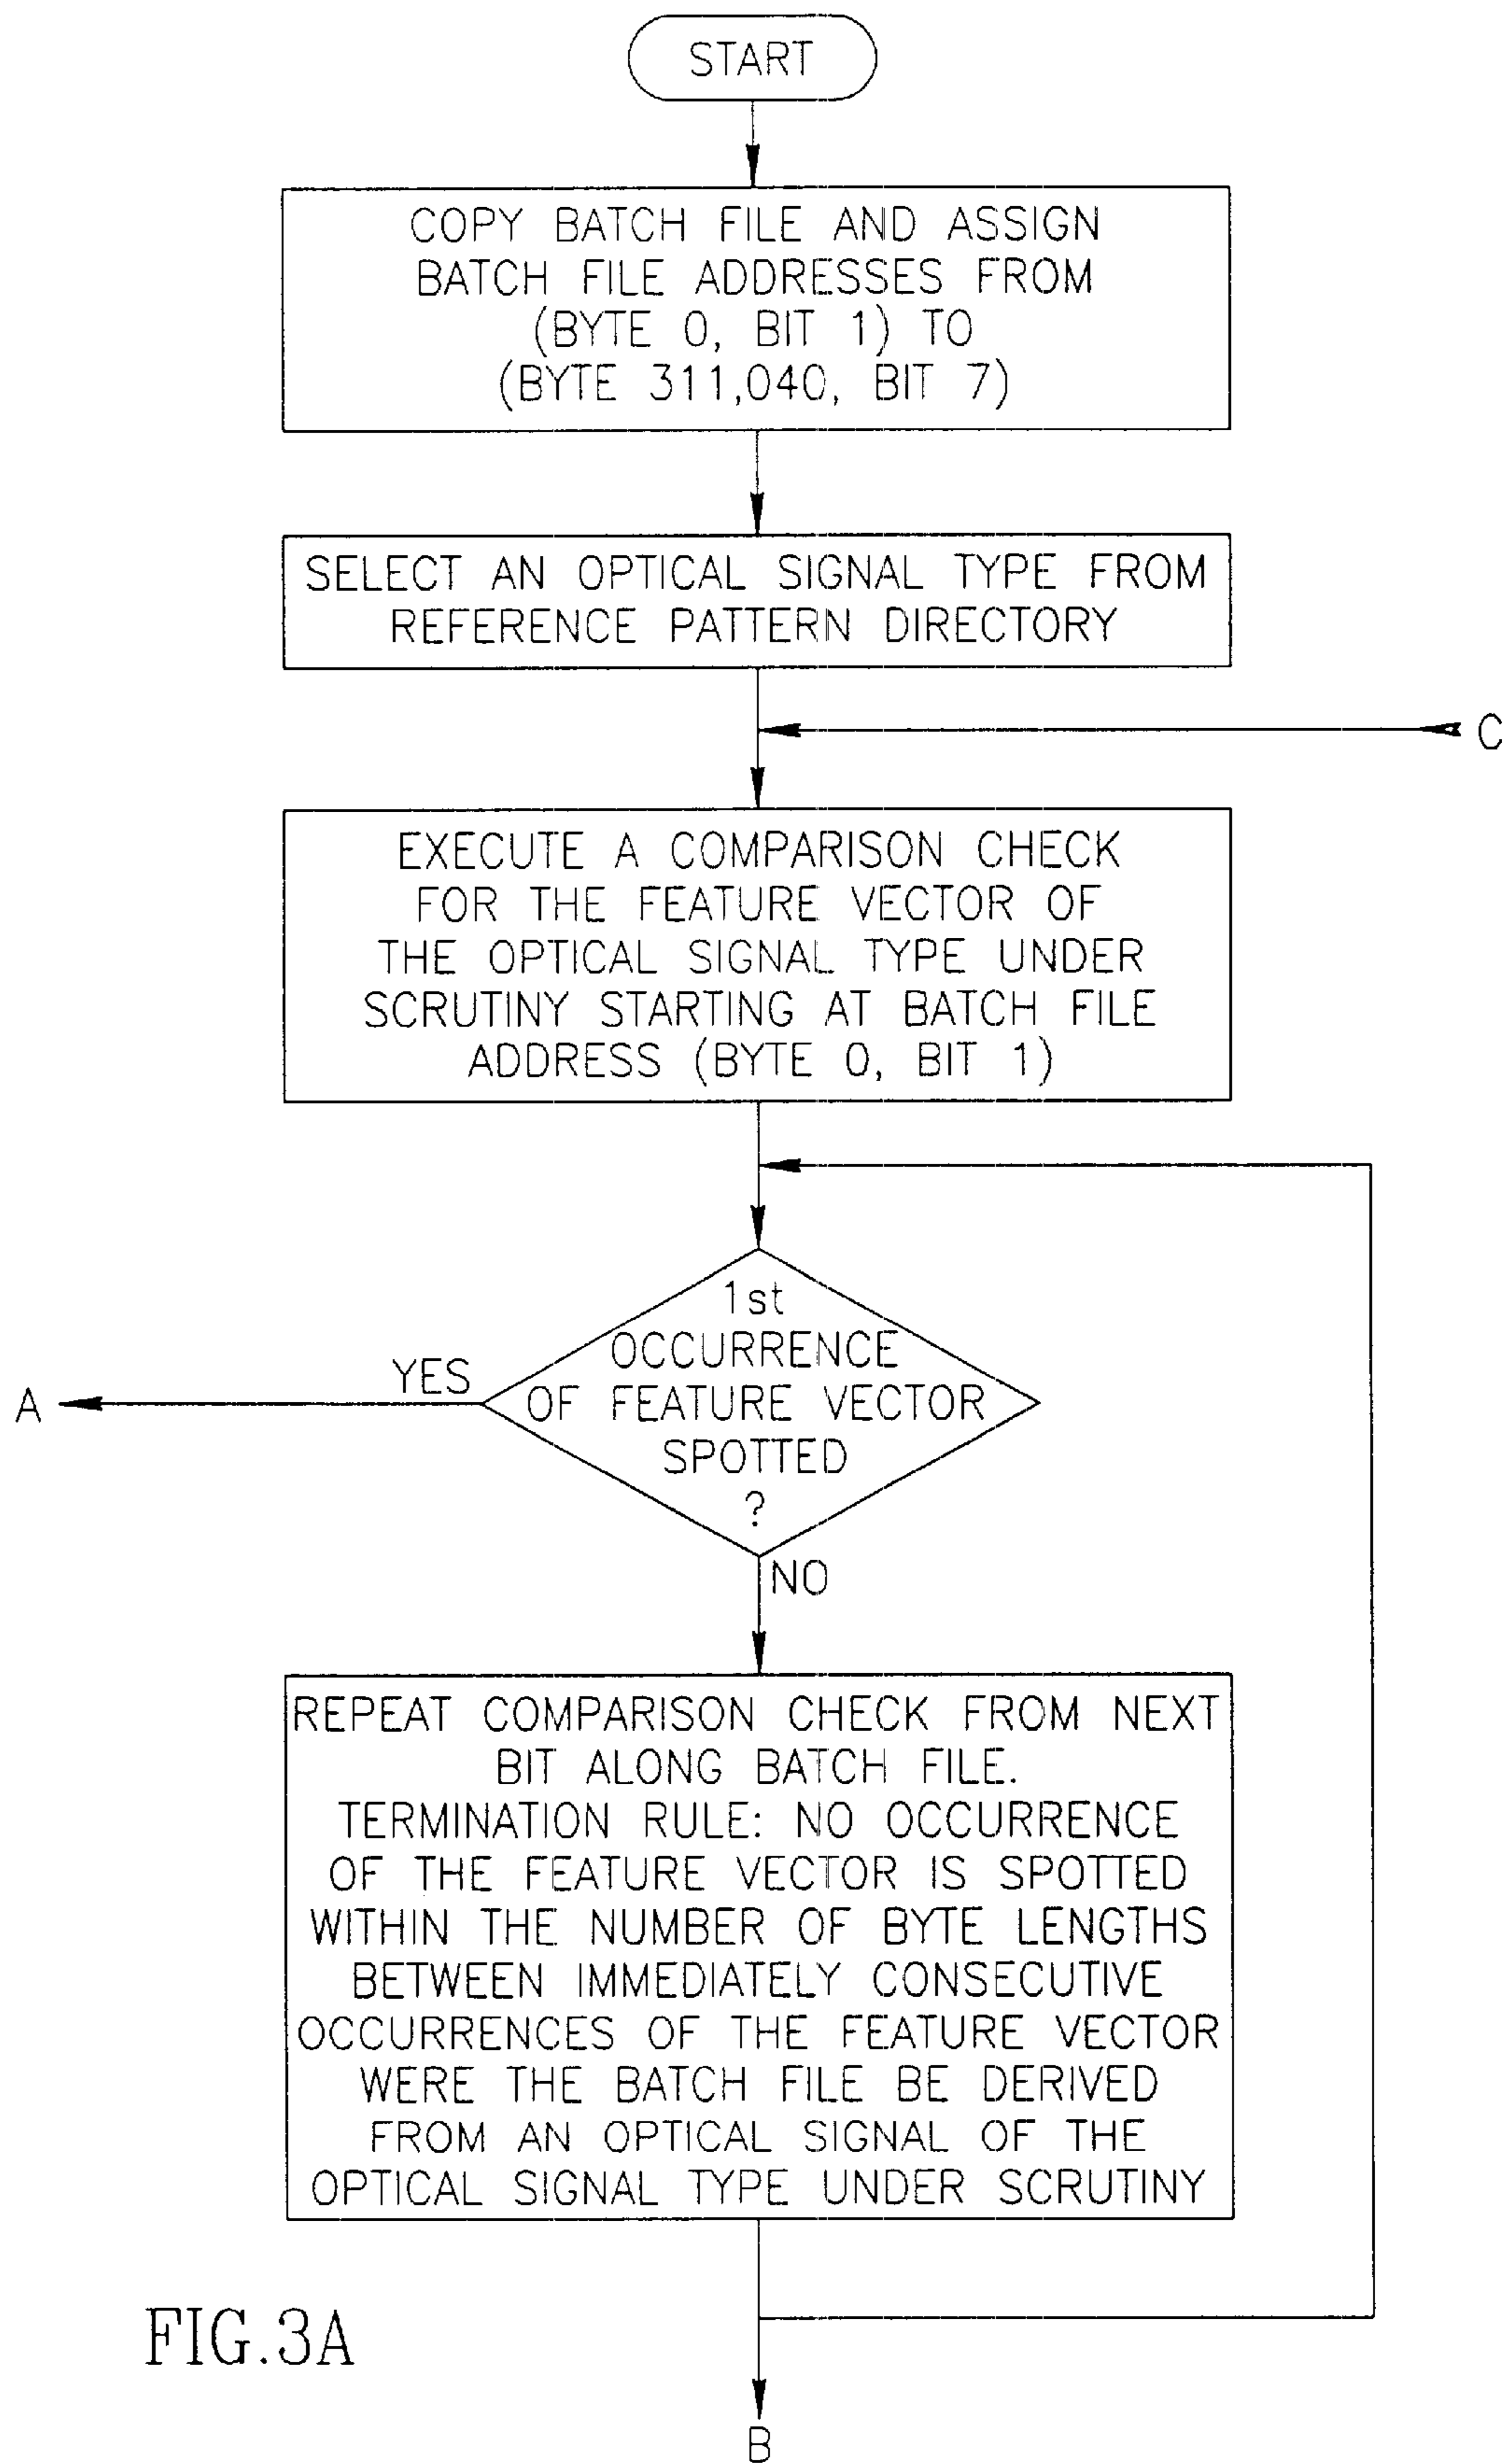 START
COPY BATCH FILE AND ASSIGN
BATCH FILE ADDRESSES FROM
(BYTE 0, BIT 1) TO
(BYTE 311,040, BIT 7)
SELECT AN OPTICAL SIGNAL TYPE FROM
REFERENCE PATTERN DIRECTORY
C
EXECUTE A COMPARISON CHECK
FOR THE FEATURE VECTOR OF
THE OPTICAL SIGNAL TYPE UNDER
SCRUTINY STARTING AT BATCH FILE
ADDRESS (BYTE 0, BIT 1)
1st
OCCURRENCE
OF FEATURE VECTOR
SPOTTED
?
YES
A
NO
REPEAT COMPARISON CHECK FROM NEXT
BIT ALONG BATCH FILE.
TERMINATION RULE: NO OCCURRENCE
OF THE FEATURE VECTOR IS SPOTTED
WITHIN THE NUMBER OF BYTE LENGTHS
BETWEEN IMMEDIATELY CONSECUTIVE
OCCURRENCES OF THE FEATURE VECTOR
WERE THE BATCH FILE BE DERIVED
FROM AN OPTICAL SIGNAL OF THE
OPTICAL SIGNAL TYPE UNDER SCRUTINY
FIG.3A
B